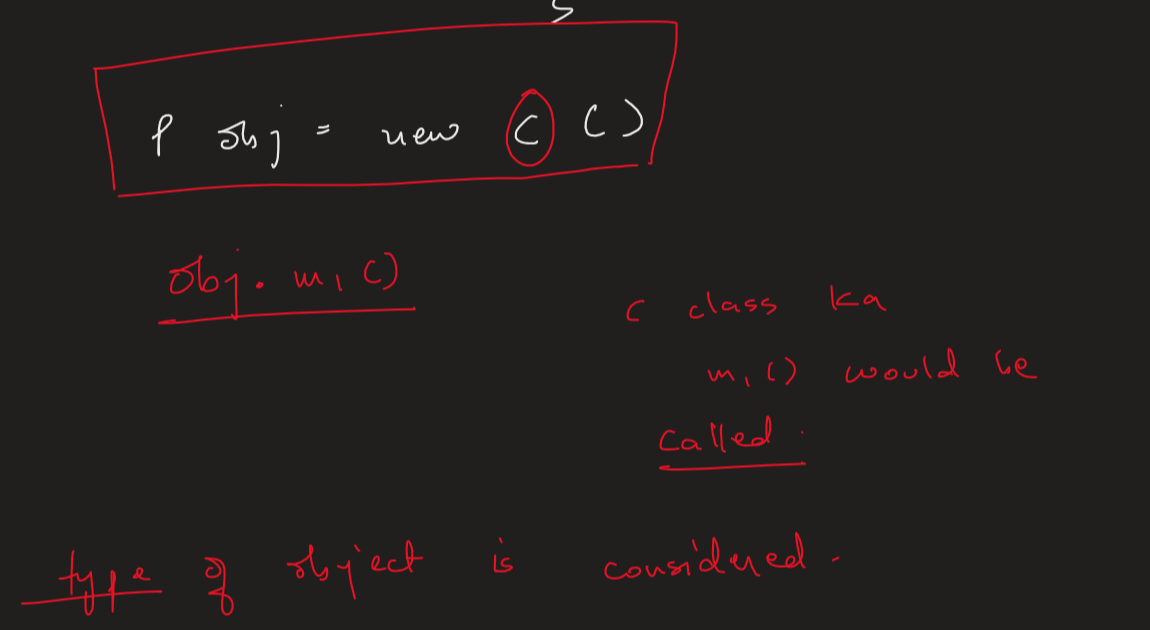 P obj = new C ()
obj. m1 ()
C class ka
m1 () would be
called.
type of object is considered.